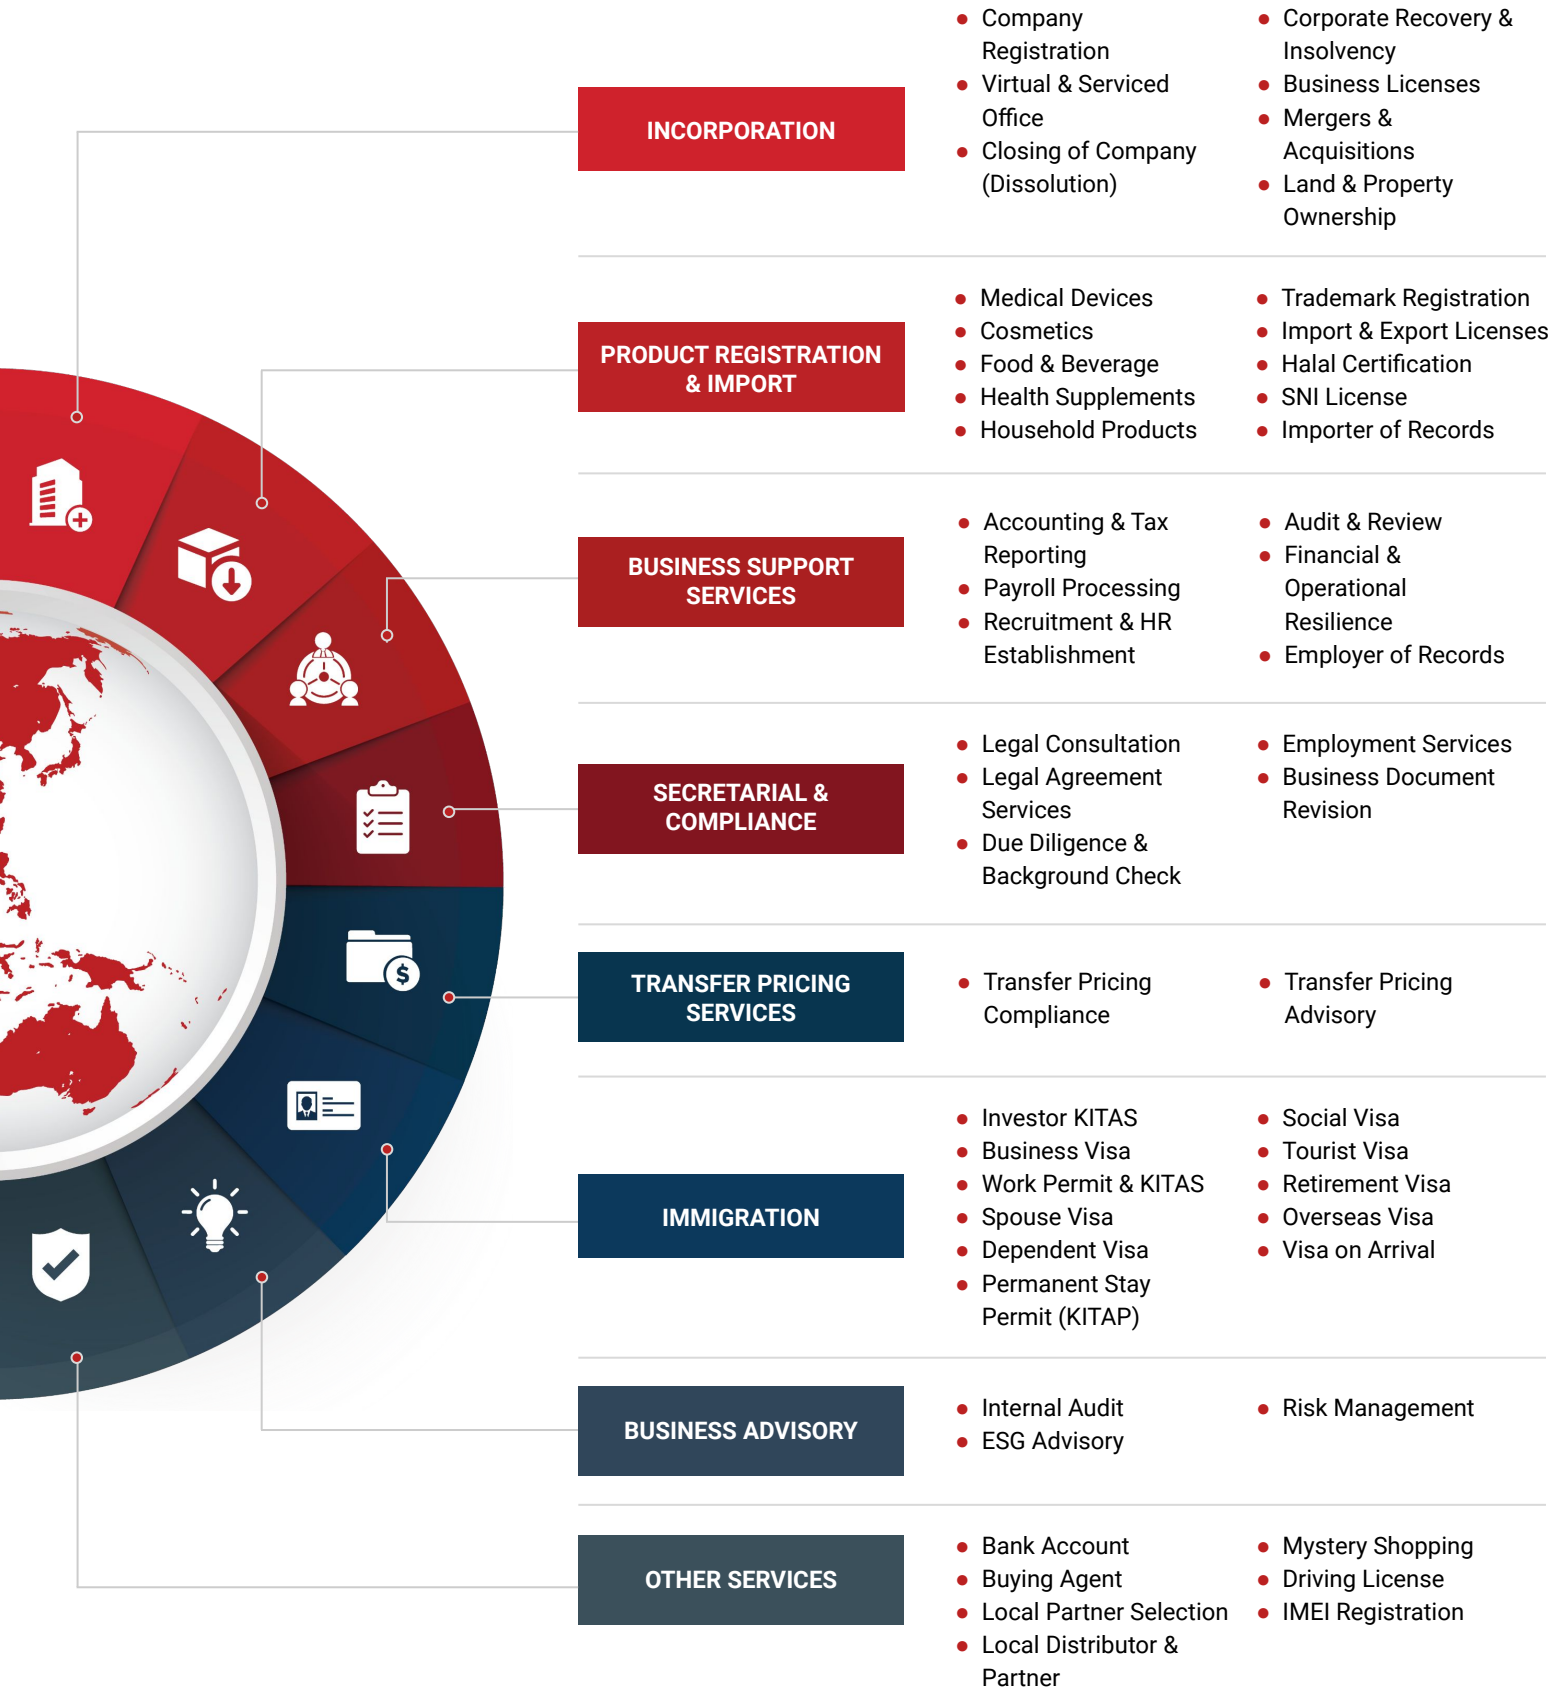 INCORPORATION
Company
Registration
Virtual & Serviced
Office
Closing of Company
(Dissolution)
Corporate Recovery &
Insolvency
Business Licenses
Mergers &
Acquisitions
Land & Property
Ownership
PRODUCT REGISTRATION
& IMPORT
Medical Devices
Cosmetics
Food & Beverage
Health Supplements
Household Products
Trademark Registration
Import & Export Licenses
Halal Certification
SNI License
Importer of Records
BUSINESS SUPPORT
SERVICES
Accounting & Tax
Reporting
Payroll Processing
Recruitment & HR
Establishment
Audit & Review
Financial &
Operational
Resilience
Employer of Records
SECRETARIAL &
COMPLIANCE
Legal Consultation
Legal Agreement
Services
Due Diligence &
Background Check
Employment Services
Business Document
Revision
TRANSFER PRICING
SERVICES
Transfer Pricing
Compliance
Transfer Pricing
Advisory
IMMIGRATION
Investor KITAS
Business Visa
Work Permit & KITAS
Spouse Visa
Dependent Visa
Permanent Stay
Permit (KITAP)
Social Visa
Tourist Visa
Retirement Visa
Overseas Visa
Visa on Arrival
BUSINESS ADVISORY
Internal Audit
ESG Advisory
Risk Management
OTHER SERVICES
Bank Account
Buying Agent
Local Partner Selection
Local Distributor &
Partner
Mystery Shopping
Driving License
IMEI Registration